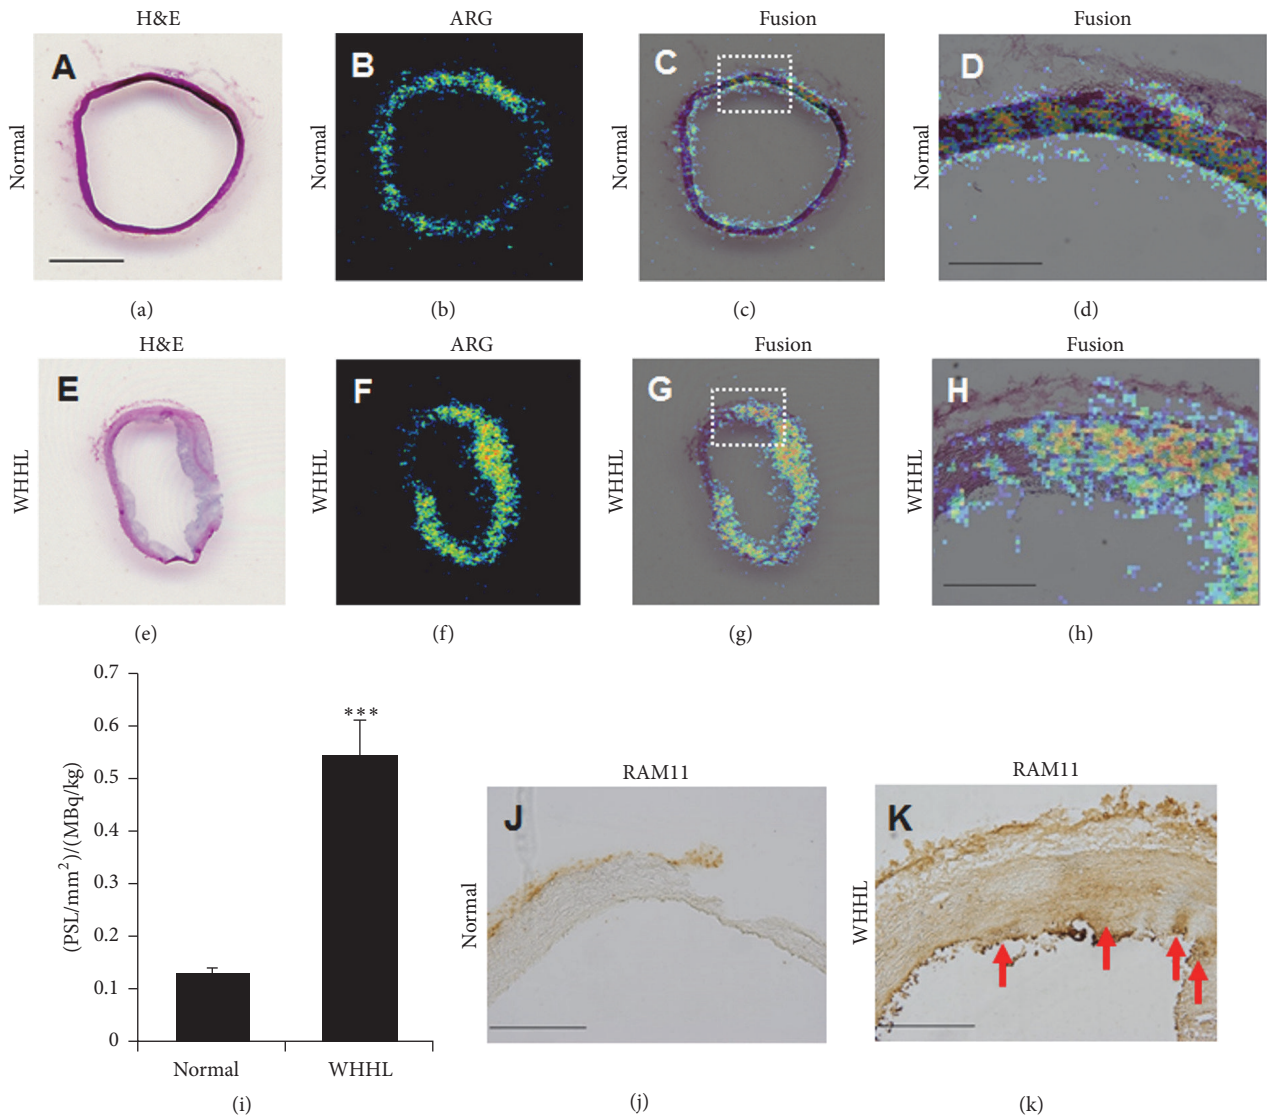 H&E ARG Fusion Fusion
Normal A Normal B Normal C Normal D
(a) (b) (c) (d)
H&E ARG Fusion Fusion
WHHL E WHHL F WHHL G WHHL H
(e) (f) (g) (h)
(PSL/mm²)/(MBq/kg)
0.7
0.6
0.5
0.4
0.3
0.2
0.1
0
***
Normal WHHL
(i)
RAM11
Normal
J
(j)
RAM11
WHHL
K
(k)